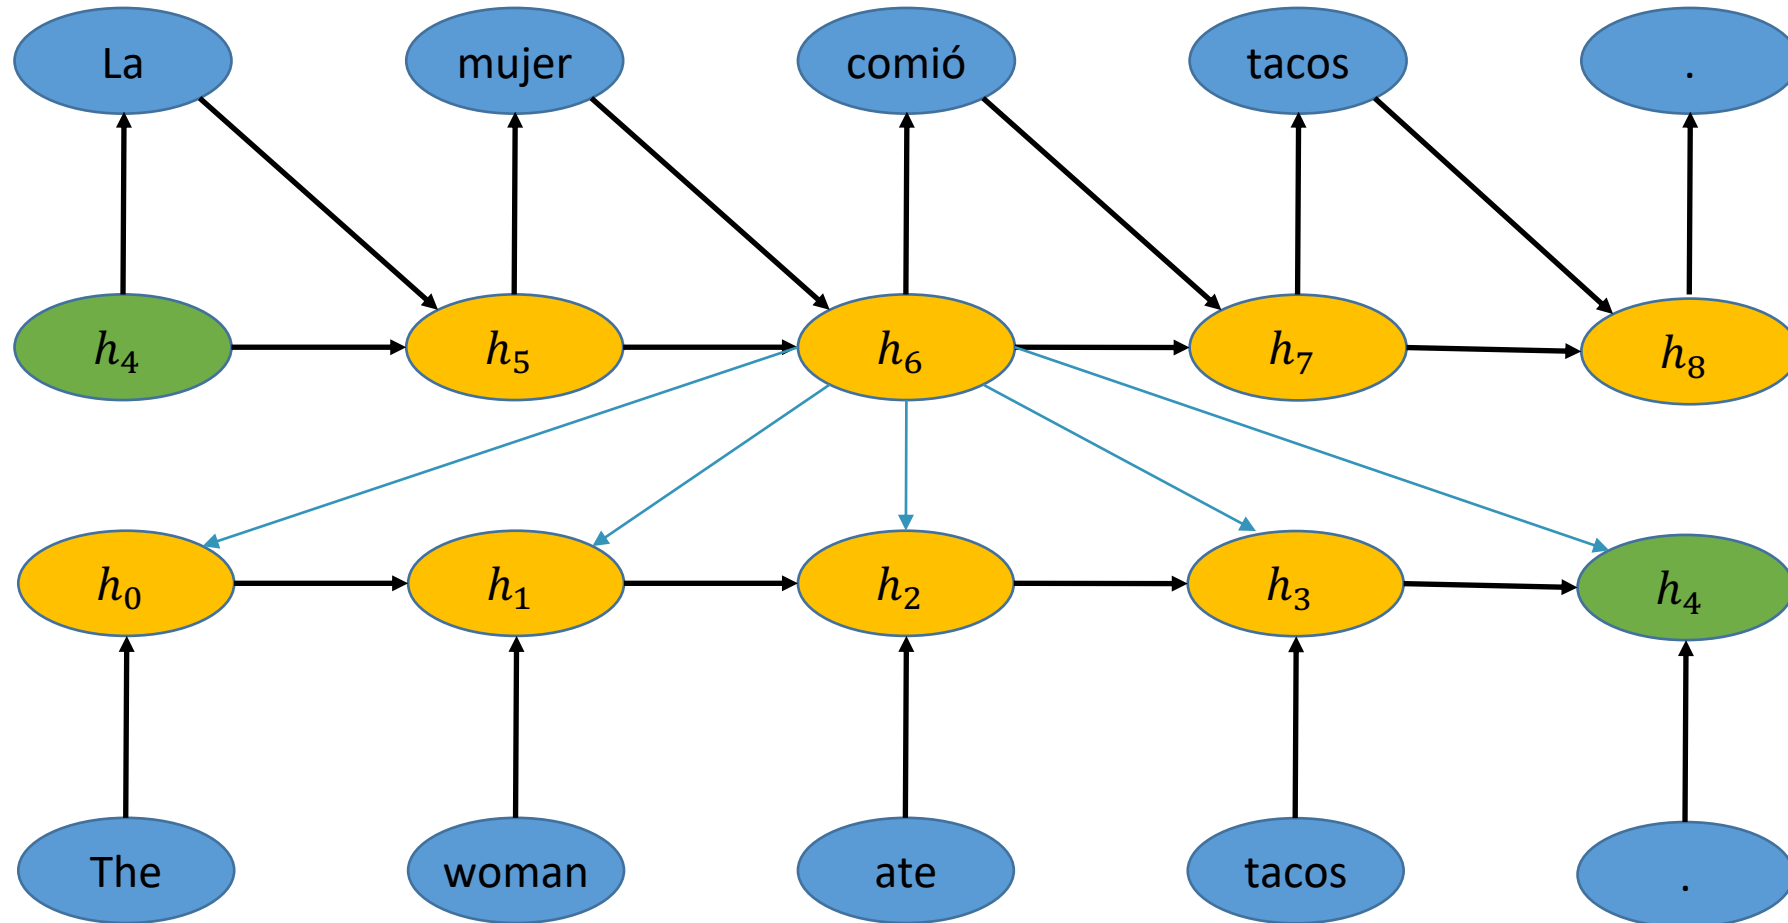 La mujer comió tacos .
h₄ h₅ h₆ h₇ h₈
h₀ h₁ h₂ h₃ h₄
The woman ate tacos .